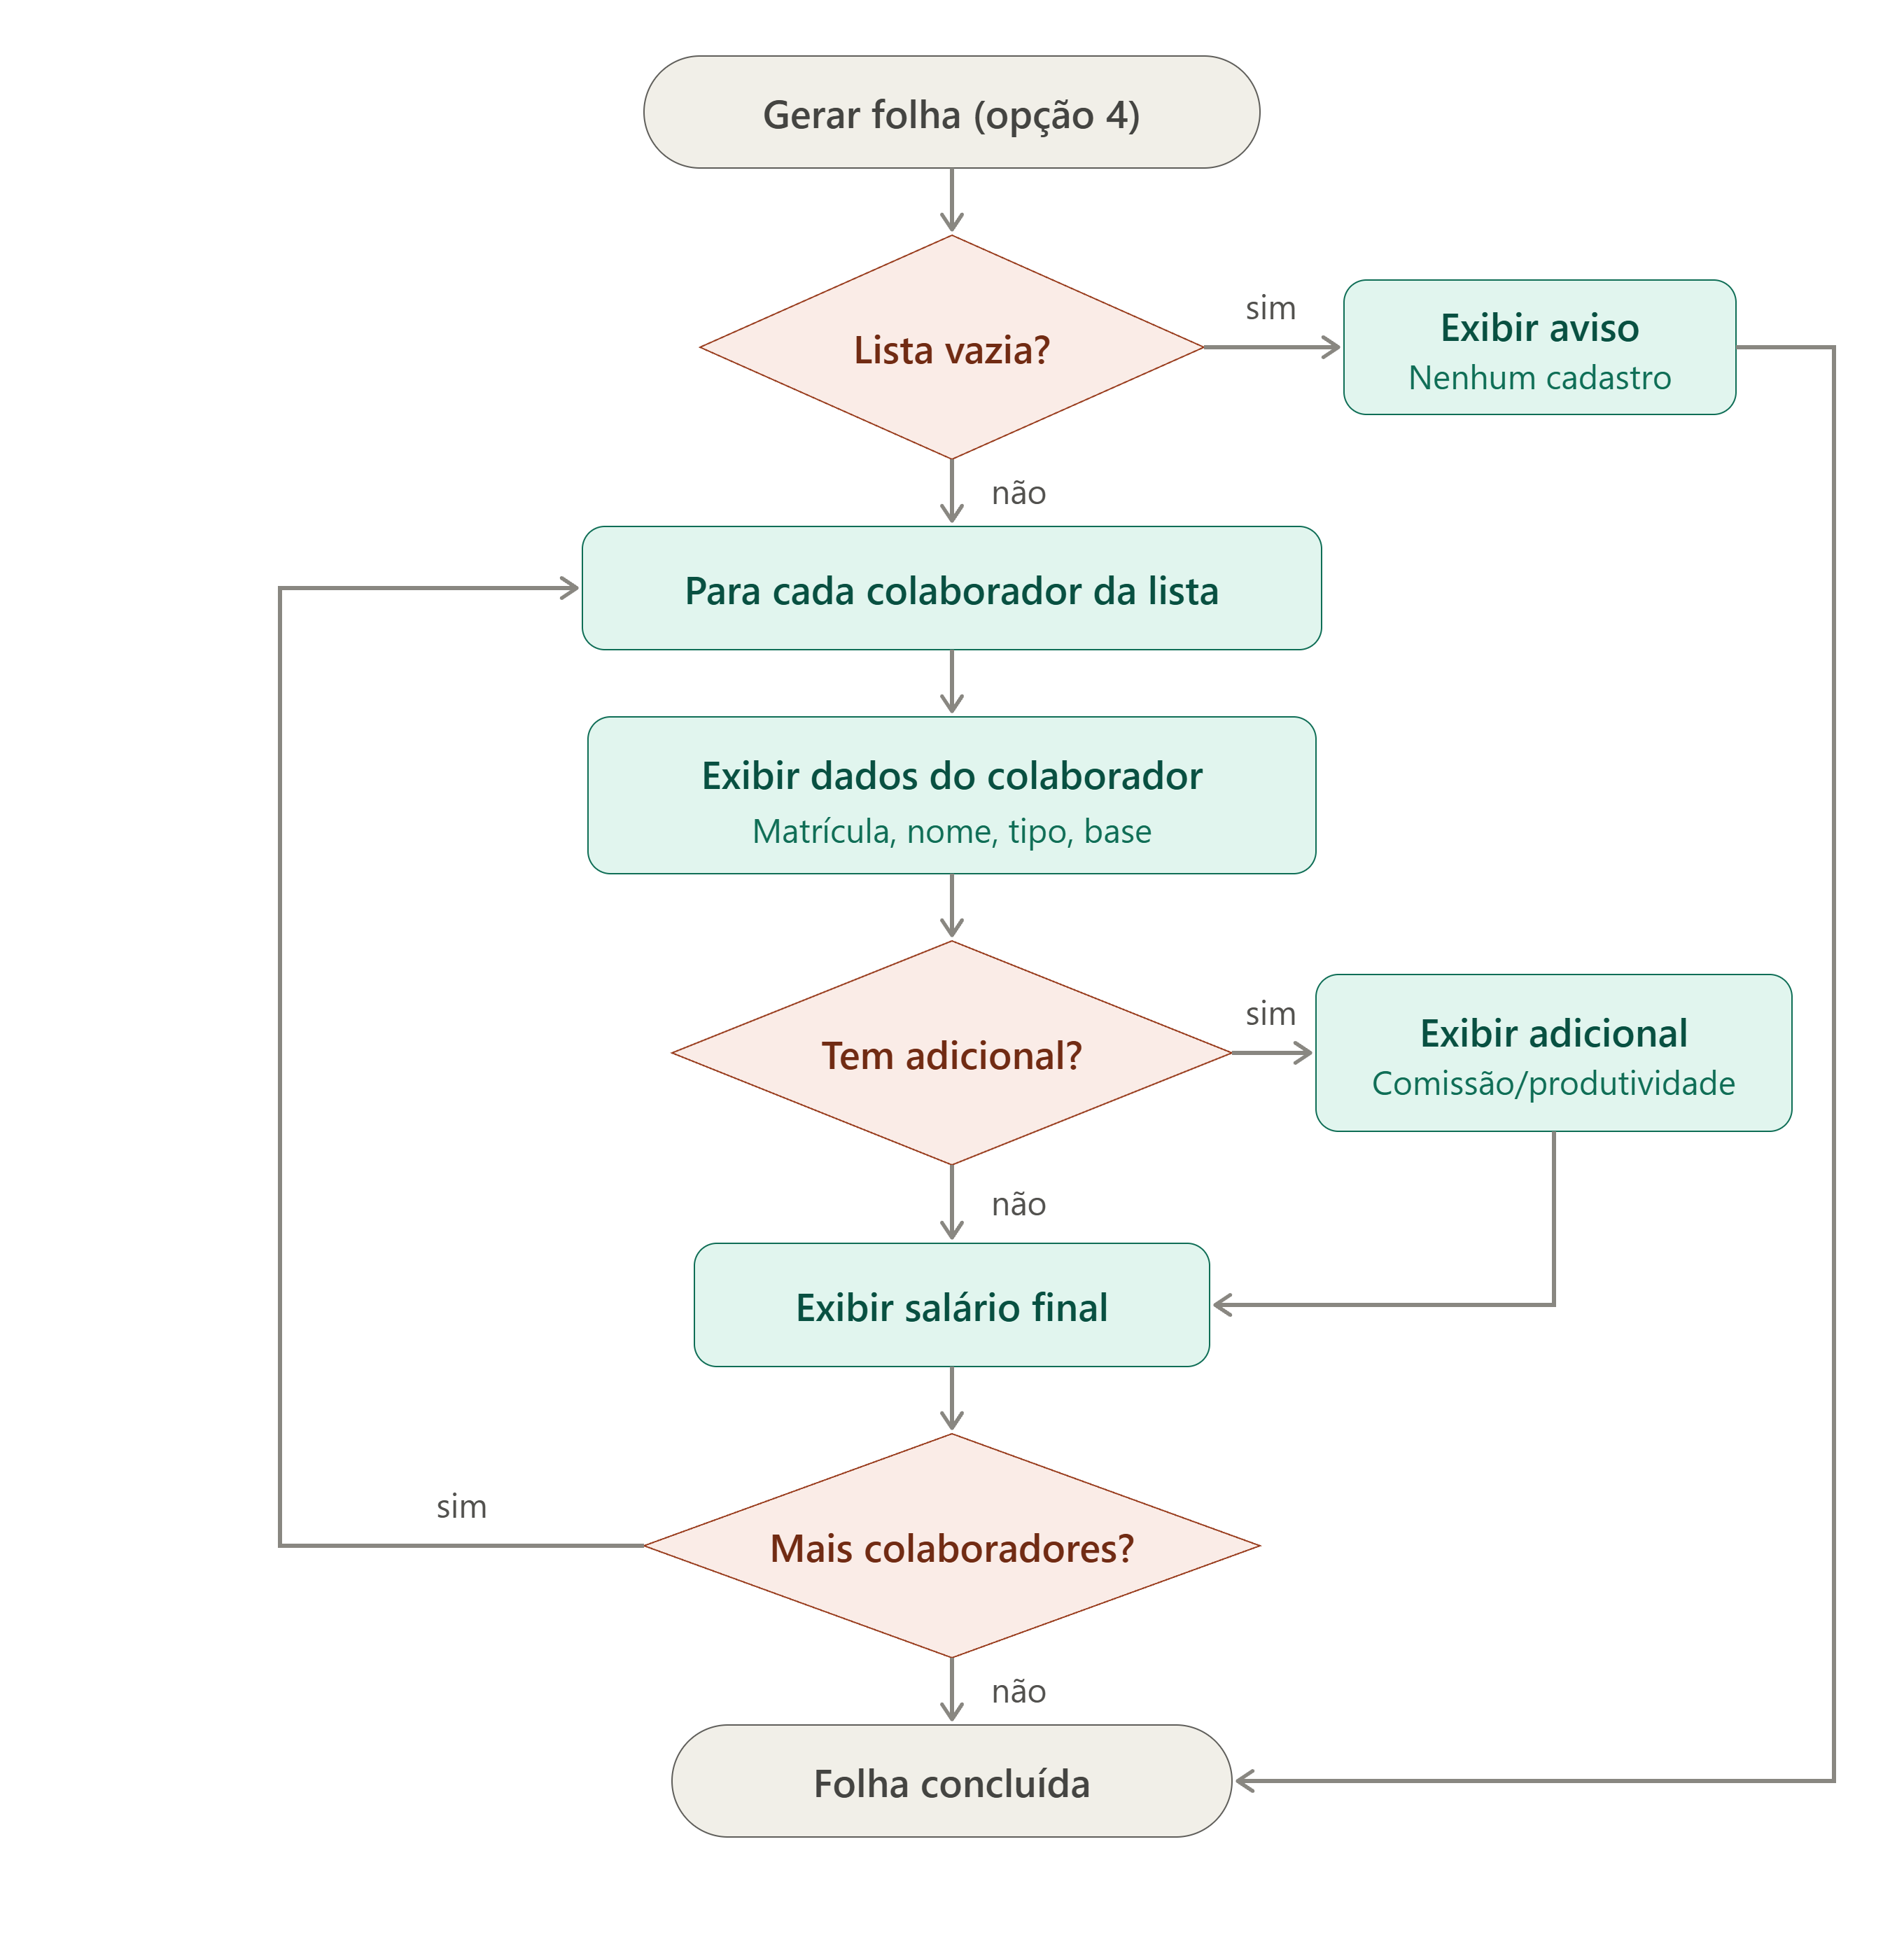 Gerar folha (opção 4)
Lista vazia?
sim
Exibir aviso
Nenhum cadastro
não
Para cada colaborador da lista
Exibir dados do colaborador
Matrícula, nome, tipo, base
Tem adicional?
sim
Exibir adicional
Comissão/produtividade
não
Exibir salário final
Mais colaboradores?
sim
não
Folha concluída